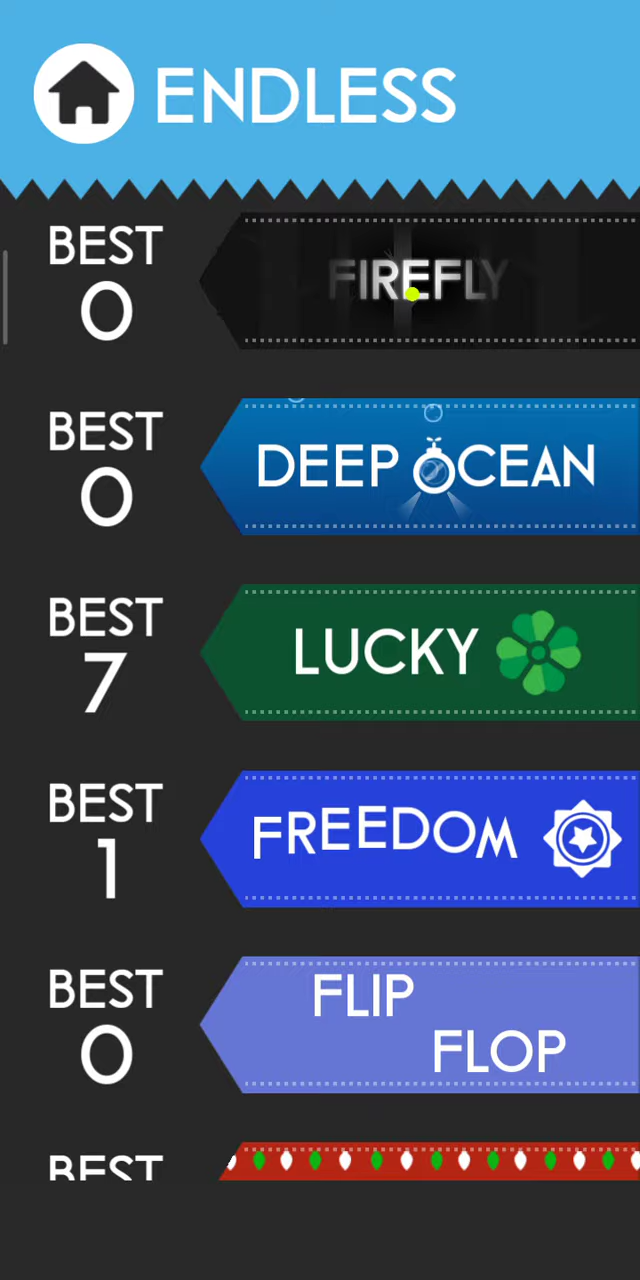 ENDLESS
BEST
0
FIREFLY
BEST
0
DEEP OCEAN
BEST
7
LUCKY
BEST
1
FREEDOM
BEST
0
FLIP
FLOP
BEST